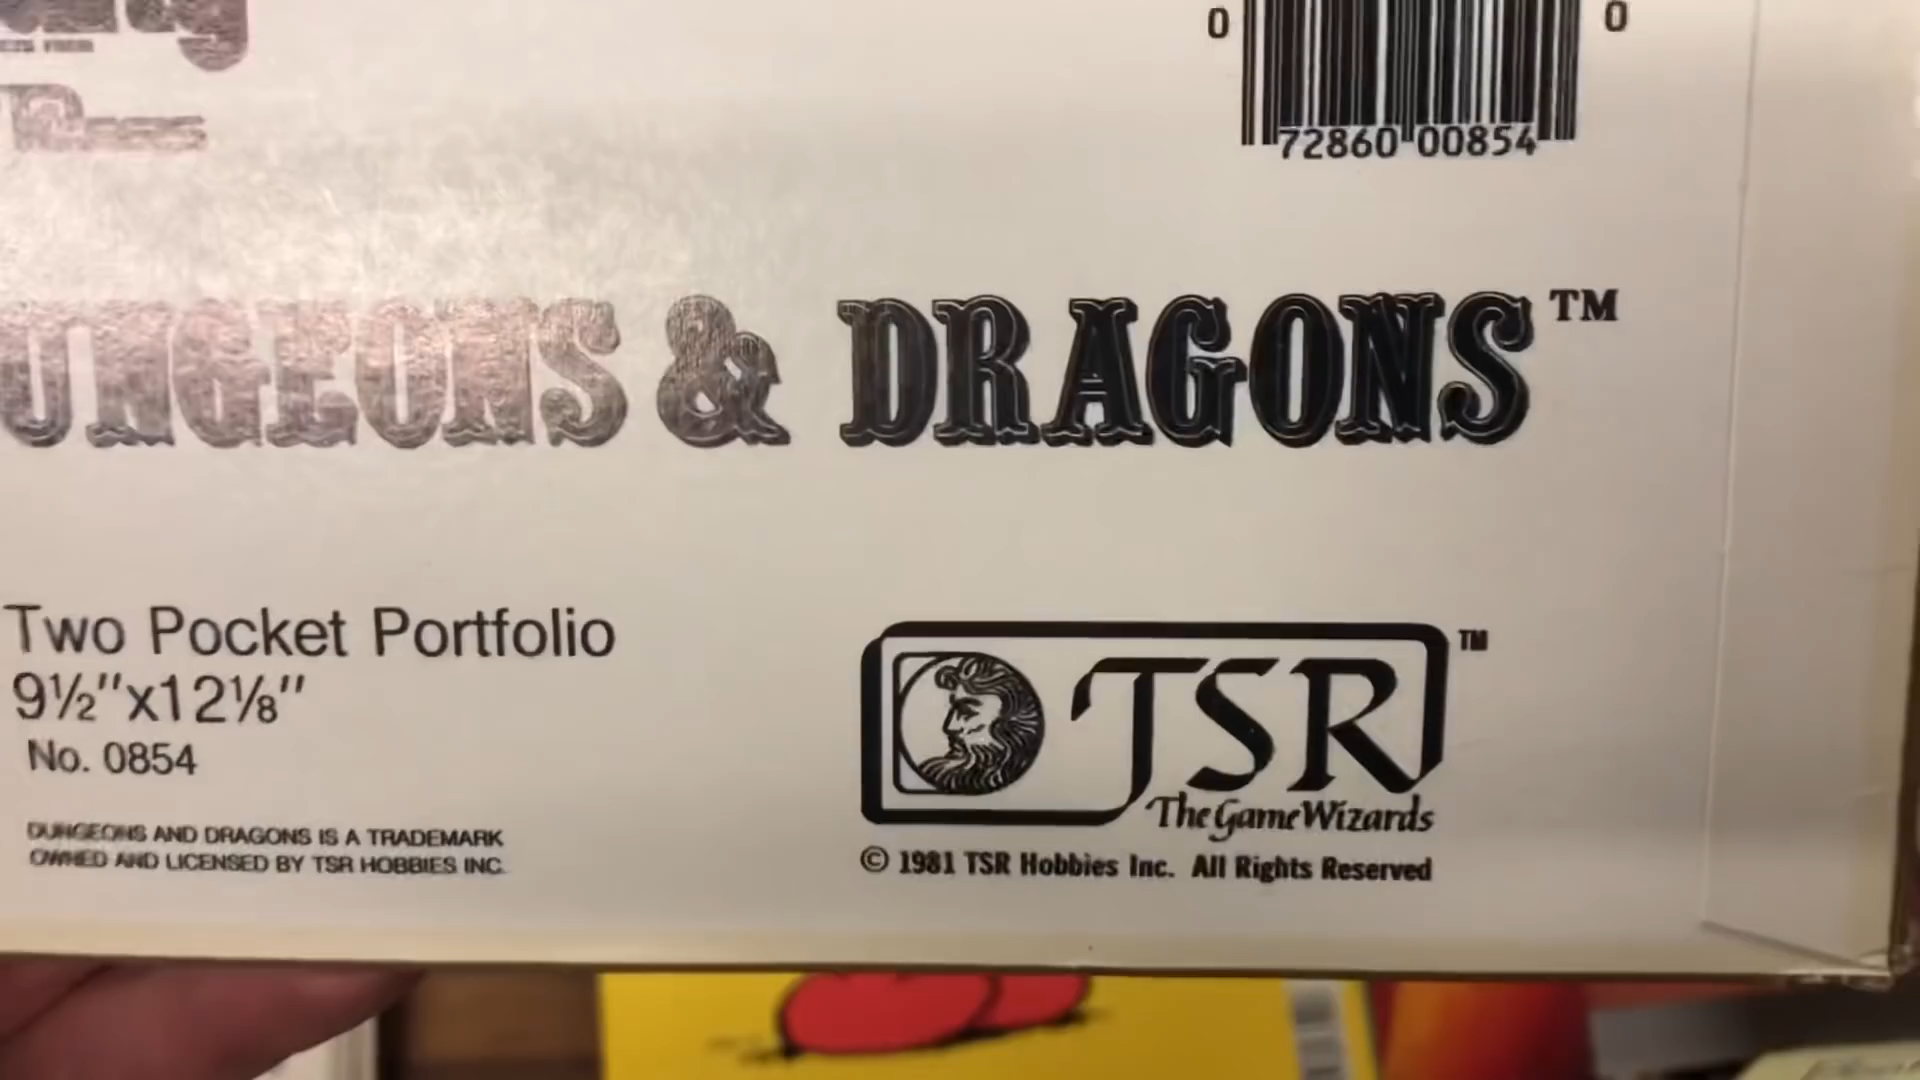 0 0
72860 00854
UNGEONS & DRAGONS™
Two Pocket Portfolio
9½"x12⅛"
No. 0854
DUNGEONS AND DRAGONS IS A TRADEMARK
OWNED AND LICENSED BY TSR HOBBIES INC.
TSR™
The Game Wizards
© 1981 TSR Hobbies Inc. All Rights Reserved